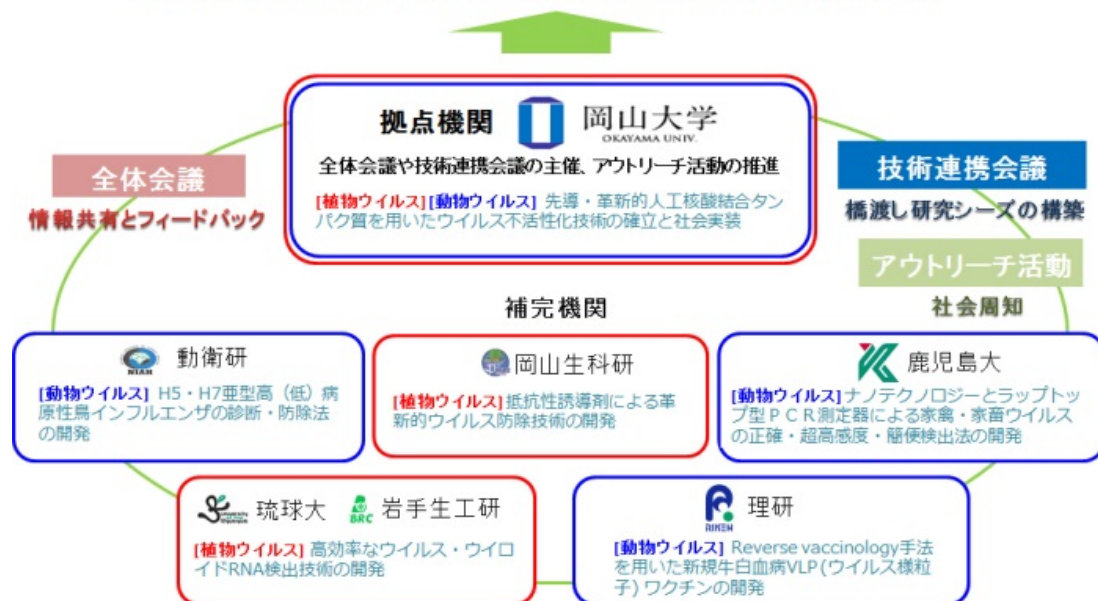 拠点機関 岡山大学
OKAYAMA UNIV.
全体会議や技術連携会議の主催、アウトリーチ活動の推進
[植物ウイルス][動物ウイルス] 先導・革新的人工核酸結合タン
パク質を用いたウイルス不活性化技術の確立と社会実装
全体会議
情報共有とフィードバック
技術連携会議
橋渡し研究シーズの構築
アウトリーチ活動
社会周知
補完機関
NIAH 動衛研
[動物ウイルス] H5・H7亜型高（低）病
原性鳥インフルエンザの診断・防除法
の開発
岡山生科研
[植物ウイルス]抵抗性誘導剤による革
新的ウイルス防除技術の開発
鹿児島大
[動物ウイルス]ナノテクノロジーとラップトッ
プ型ＰＣＲ測定器による家禽・家畜ウイルス
の正確・超高感度・簡便検出法の開発
琉球大 BRC 岩手生工研
[植物ウイルス] 高効率なウイルス・ウイロ
イドRNA検出技術の開発
RIKEN 理研
[動物ウイルス] Reverse vaccinology手法
を用いた新規牛白血病VLP(ウイルス様粒
子) ワクチンの開発